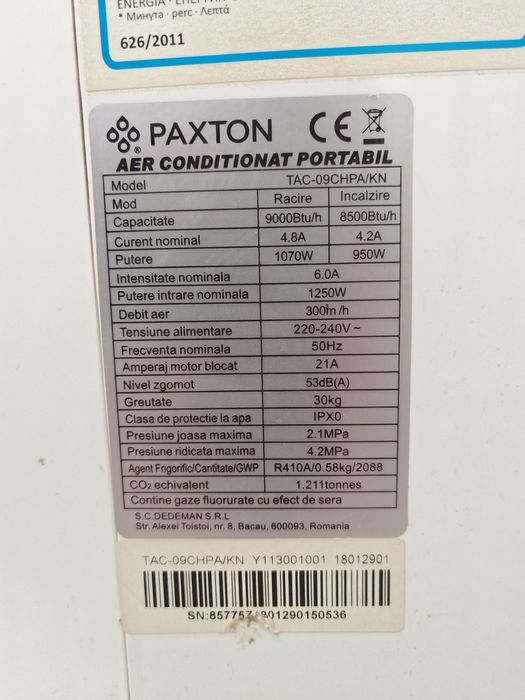 * Минута · perc · Λεπτά
626/2011
PAXTON ® CE
AER CONDITIONAT PORTABIL
Model TAC-09CHPA/KN
Mod Racire Incalzire
Capacitate 9000Btu/h 8500Btu/h
Curent nominal 4.8A 4.2A
Putere 1070W 950W
Intensitate nominala 6.0A
Putere intrare nominala 1250W
Debit aer 300m³/h
Tensiune alimentare 220-240V~
Frecventa nominala 50Hz
Amperaj motor blocat 21A
Nivel zgomot 53dB(A)
Greutate 30kg
Clasa de protectie la apa IPX0
Presiune joasa maxima 2.1MPa
Presiune ridicata maxima 4.2MPa
Agent Frigorific/Cantitate/GWP R410A/0.58kg/2088
CO₂ echivalent 1.211tonnes
Contine gaze fluorurate cu efect de sera
S.C.DEDEMAN S.R.L
Str. Alexei Tolstoi, nr. 8, Bacau, 600093, Romania
TAC-09CHPA/KN Y113001001 18012901